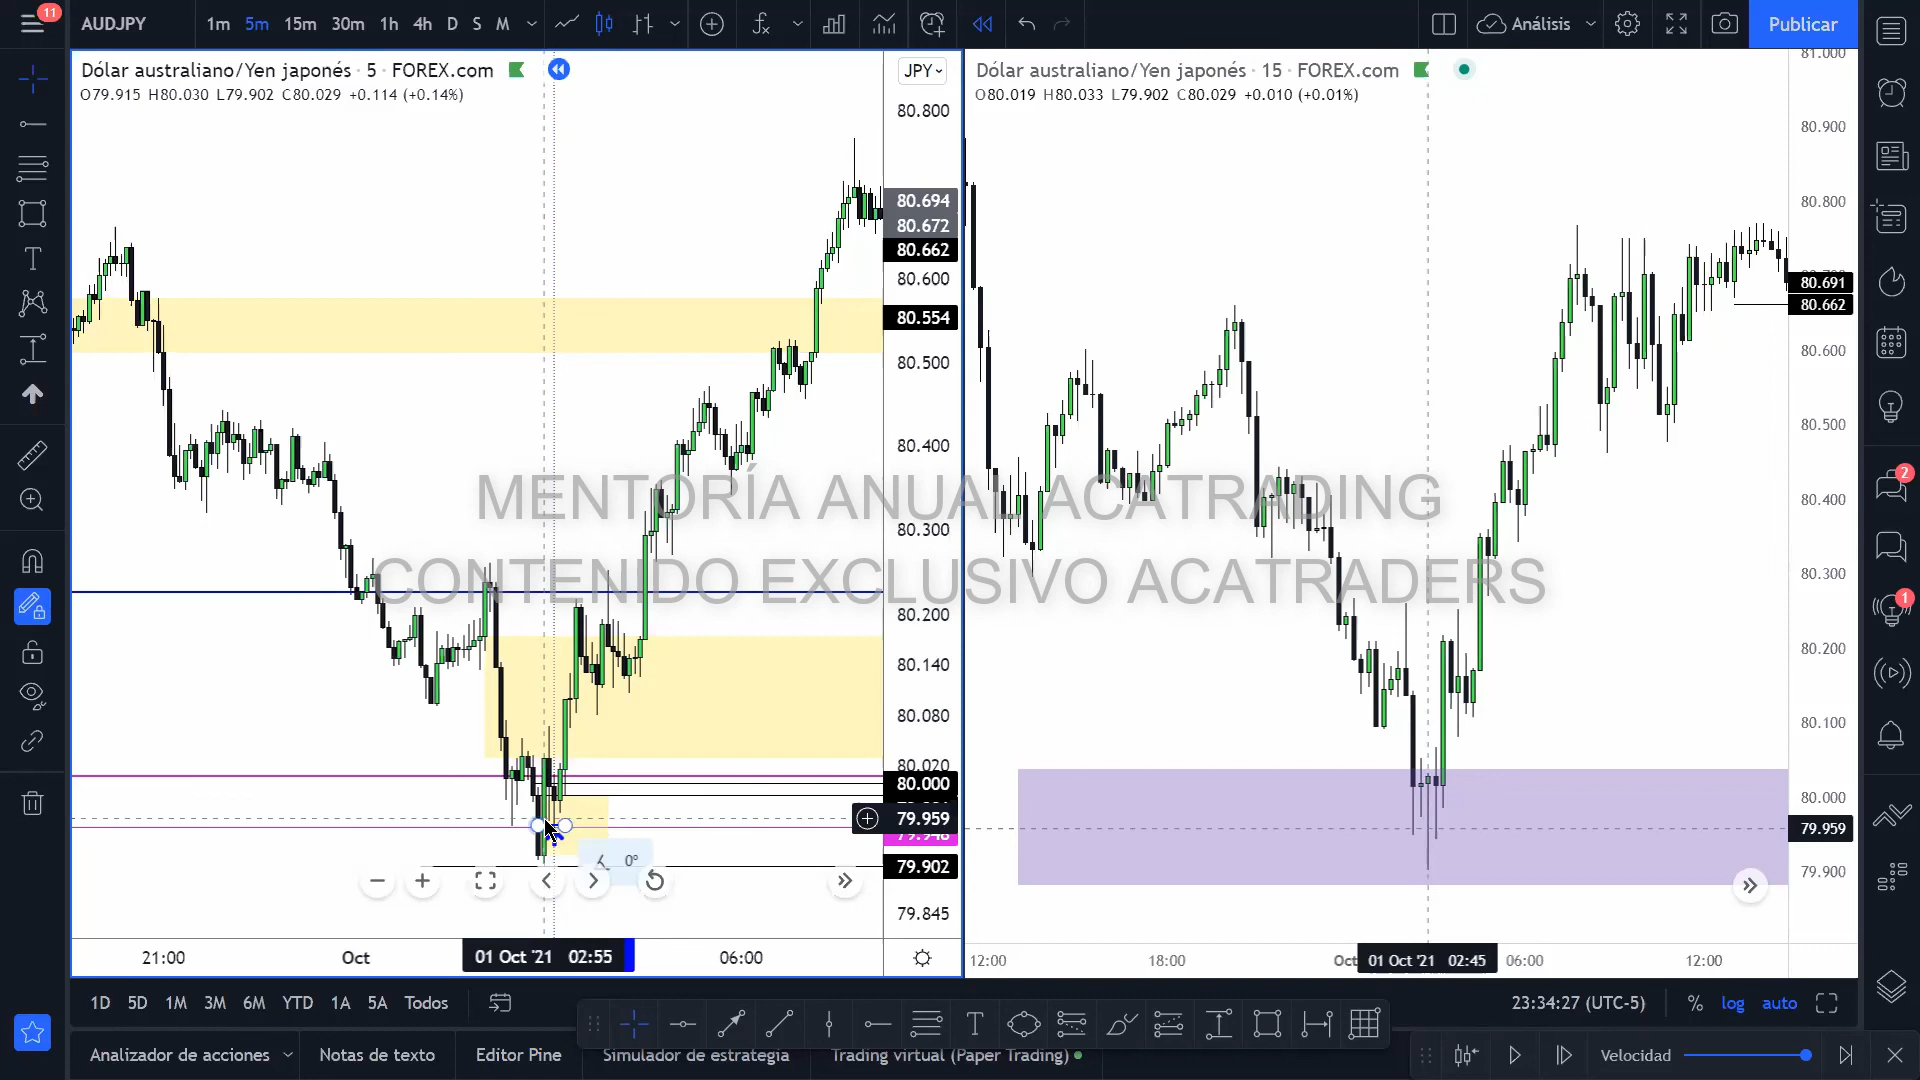 11
AUDJPY
1m 5m 15m 30m 1h 4h D S M
Análisis
Publicar
Dólar australiano/Yen japonés · 5 · FOREX.com
O79.915 H80.030 L79.902 C80.029 +0.114 (+0.14%)
JPY
80.800
80.694
80.672
80.662
80.600
80.554
80.500
80.400
80.300
80.200
80.140
80.080
80.020
80.000
79.959
79.948
79.902
79.845
0°
21:00
Oct
01 Oct '21 02:55
06:00
Dólar australiano/Yen japonés · 15 · FOREX.com
O80.019 H80.033 L79.902 C80.029 +0.010 (+0.01%)
81.000
80.900
80.800
80.691
80.662
80.600
80.500
80.400
80.300
80.200
80.100
80.000
79.959
79.900
12:00
18:00
Oct
01 Oct '21 02:45
06:00
12:00
MENTORÍA ANUAL ACATRADING
CONTENIDO EXCLUSIVO ACATRADERS
2
1
1D 5D 1M 3M 6M YTD 1A 5A Todos
23:34:27 (UTC-5)
% log auto
Analizador de acciones
Notas de texto
Editor Pine
Simulador de estrategia
Trading virtual (Paper Trading)
Velocidad